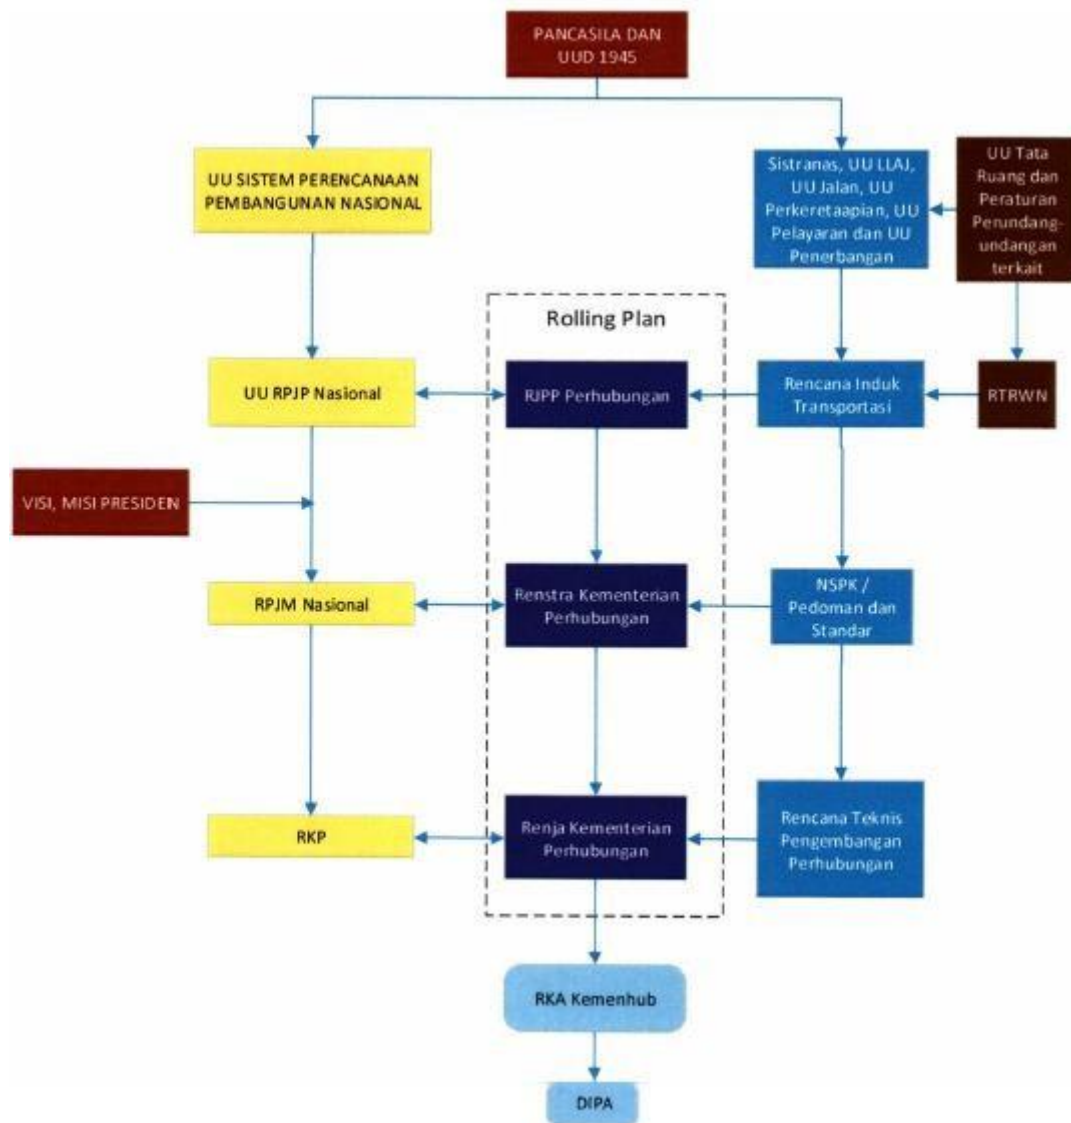 PANCASILA DAN
UUD 1945
UU SISTEM PERENCANAAN
PEMBANGUNAN NASIONAL
Sistranas, UU LLAJ,
UU Jalan, UU
Perkeretaapian, UU
Pelayaran dan UU
Penerbangan
UU Tata
Ruang dan
Peraturan
Perundang-
undangan
terkait
Rolling Plan
UU RPJP Nasional
RJPP Perhubungan
Rencana Induk
Transportasi
RTRWN
VISI, MISI PRESIDEN
RPJM Nasional
Renstra Kementerian
Perhubungan
NSPK /
Pedoman dan
Standar
RKP
Renja Kementerian
Perhubungan
Rencana Teknis
Pengembangan
Perhubungan
RKA Kemenhub
DIPA